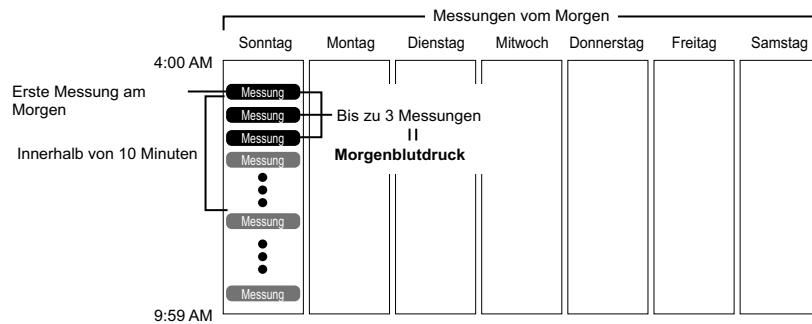 Messungen vom Morgen
Sonntag Montag Dienstag Mittwoch Donnerstag Freitag Samstag
4:00 AM
Erste Messung am
Morgen
Messung
Messung
Bis zu 3 Messungen
Messung
=
Innerhalb von 10 Minuten
Messung
Morgenblutdruck
Messung
Messung
9:59 AM